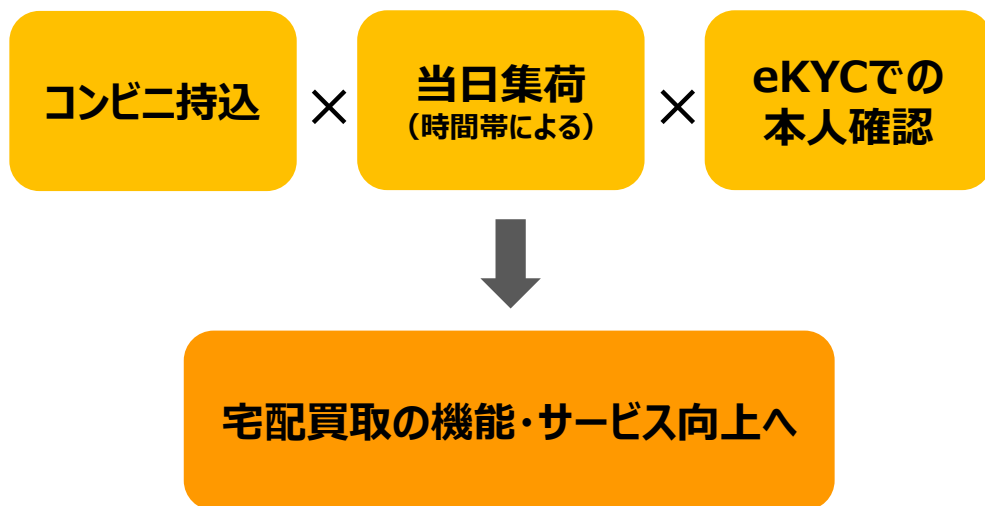 コンビニ持込
×
当日集荷
（時間帯による）
×
eKYCでの
本人確認
宅配買取の機能・サービス向上へ